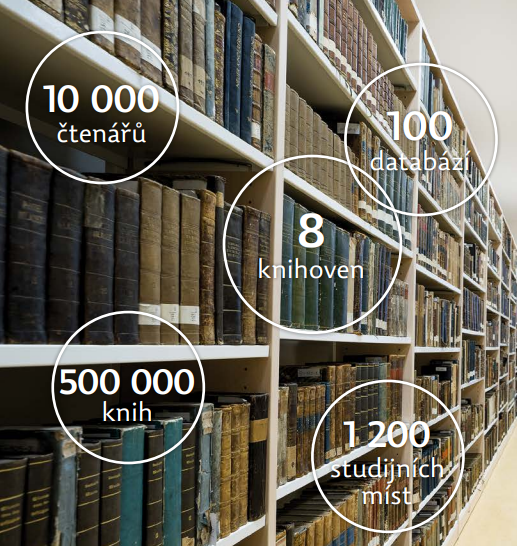 10 000
čtenářů
100
databází
8
knihoven
500 000
knih
1 200
studijních
míst